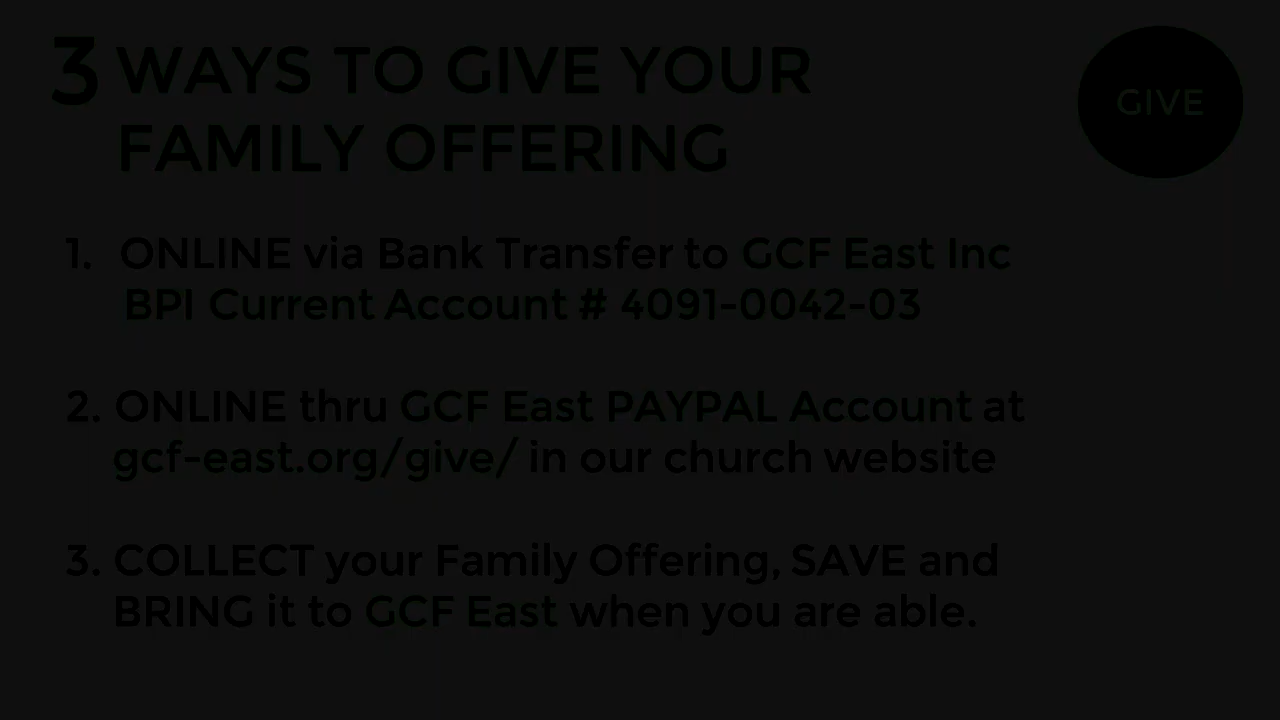 3 WAYS TO GIVE YOUR
FAMILY OFFERING
GIVE
1. ONLINE via Bank Transfer to GCF East Inc
BPI Current Account # 4091-0042-03
2. ONLINE thru GCF East PAYPAL Account at
gcf-east.org/give/ in our church website
3. COLLECT your Family Offering, SAVE and
BRING it to GCF East when you are able.